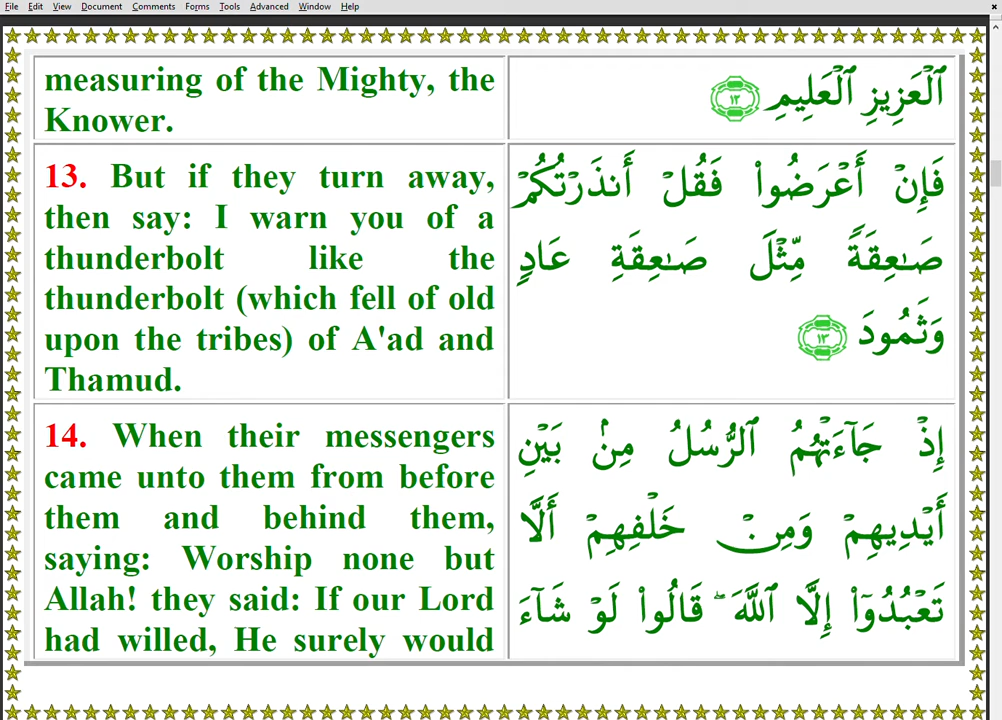 File Edit View Document Comments Forms Tools Advanced Window Help
measuring of the Mighty, the
Knower.
ٱلْعَزِيزِ ٱلْعَلِيمِ ١٢
13. But if they turn away,
then say: I warn you of a
thunderbolt like the
thunderbolt (which fell of old
upon the tribes) of A'ad and
Thamud.
فَإِنْ أَعْرَضُوا۟ فَقُلْ أَنذَرْتُكُمْ
صَـٰعِقَةً مِّثْلَ صَـٰعِقَةِ عَادٍ
وَثَمُودَ ١٣
14. When their messengers
came unto them from before
them and behind them,
saying: Worship none but
Allah! they said: If our Lord
had willed, He surely would
إِذْ جَآءَتْهُمُ ٱلرُّسُلُ مِنۢ بَيْنِ
أَيْدِيهِمْ وَمِنْ خَلْفِهِمْ أَلَّا
تَعْبُدُوٓا۟ إِلَّا ٱللَّهَ ۖ قَالُوا۟ لَوْ شَآءَ